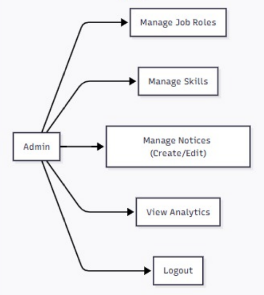 Manage Job Roles
Manage Skills
Admin
Manage Notices
(Create/Edit)
View Analytics
Logout